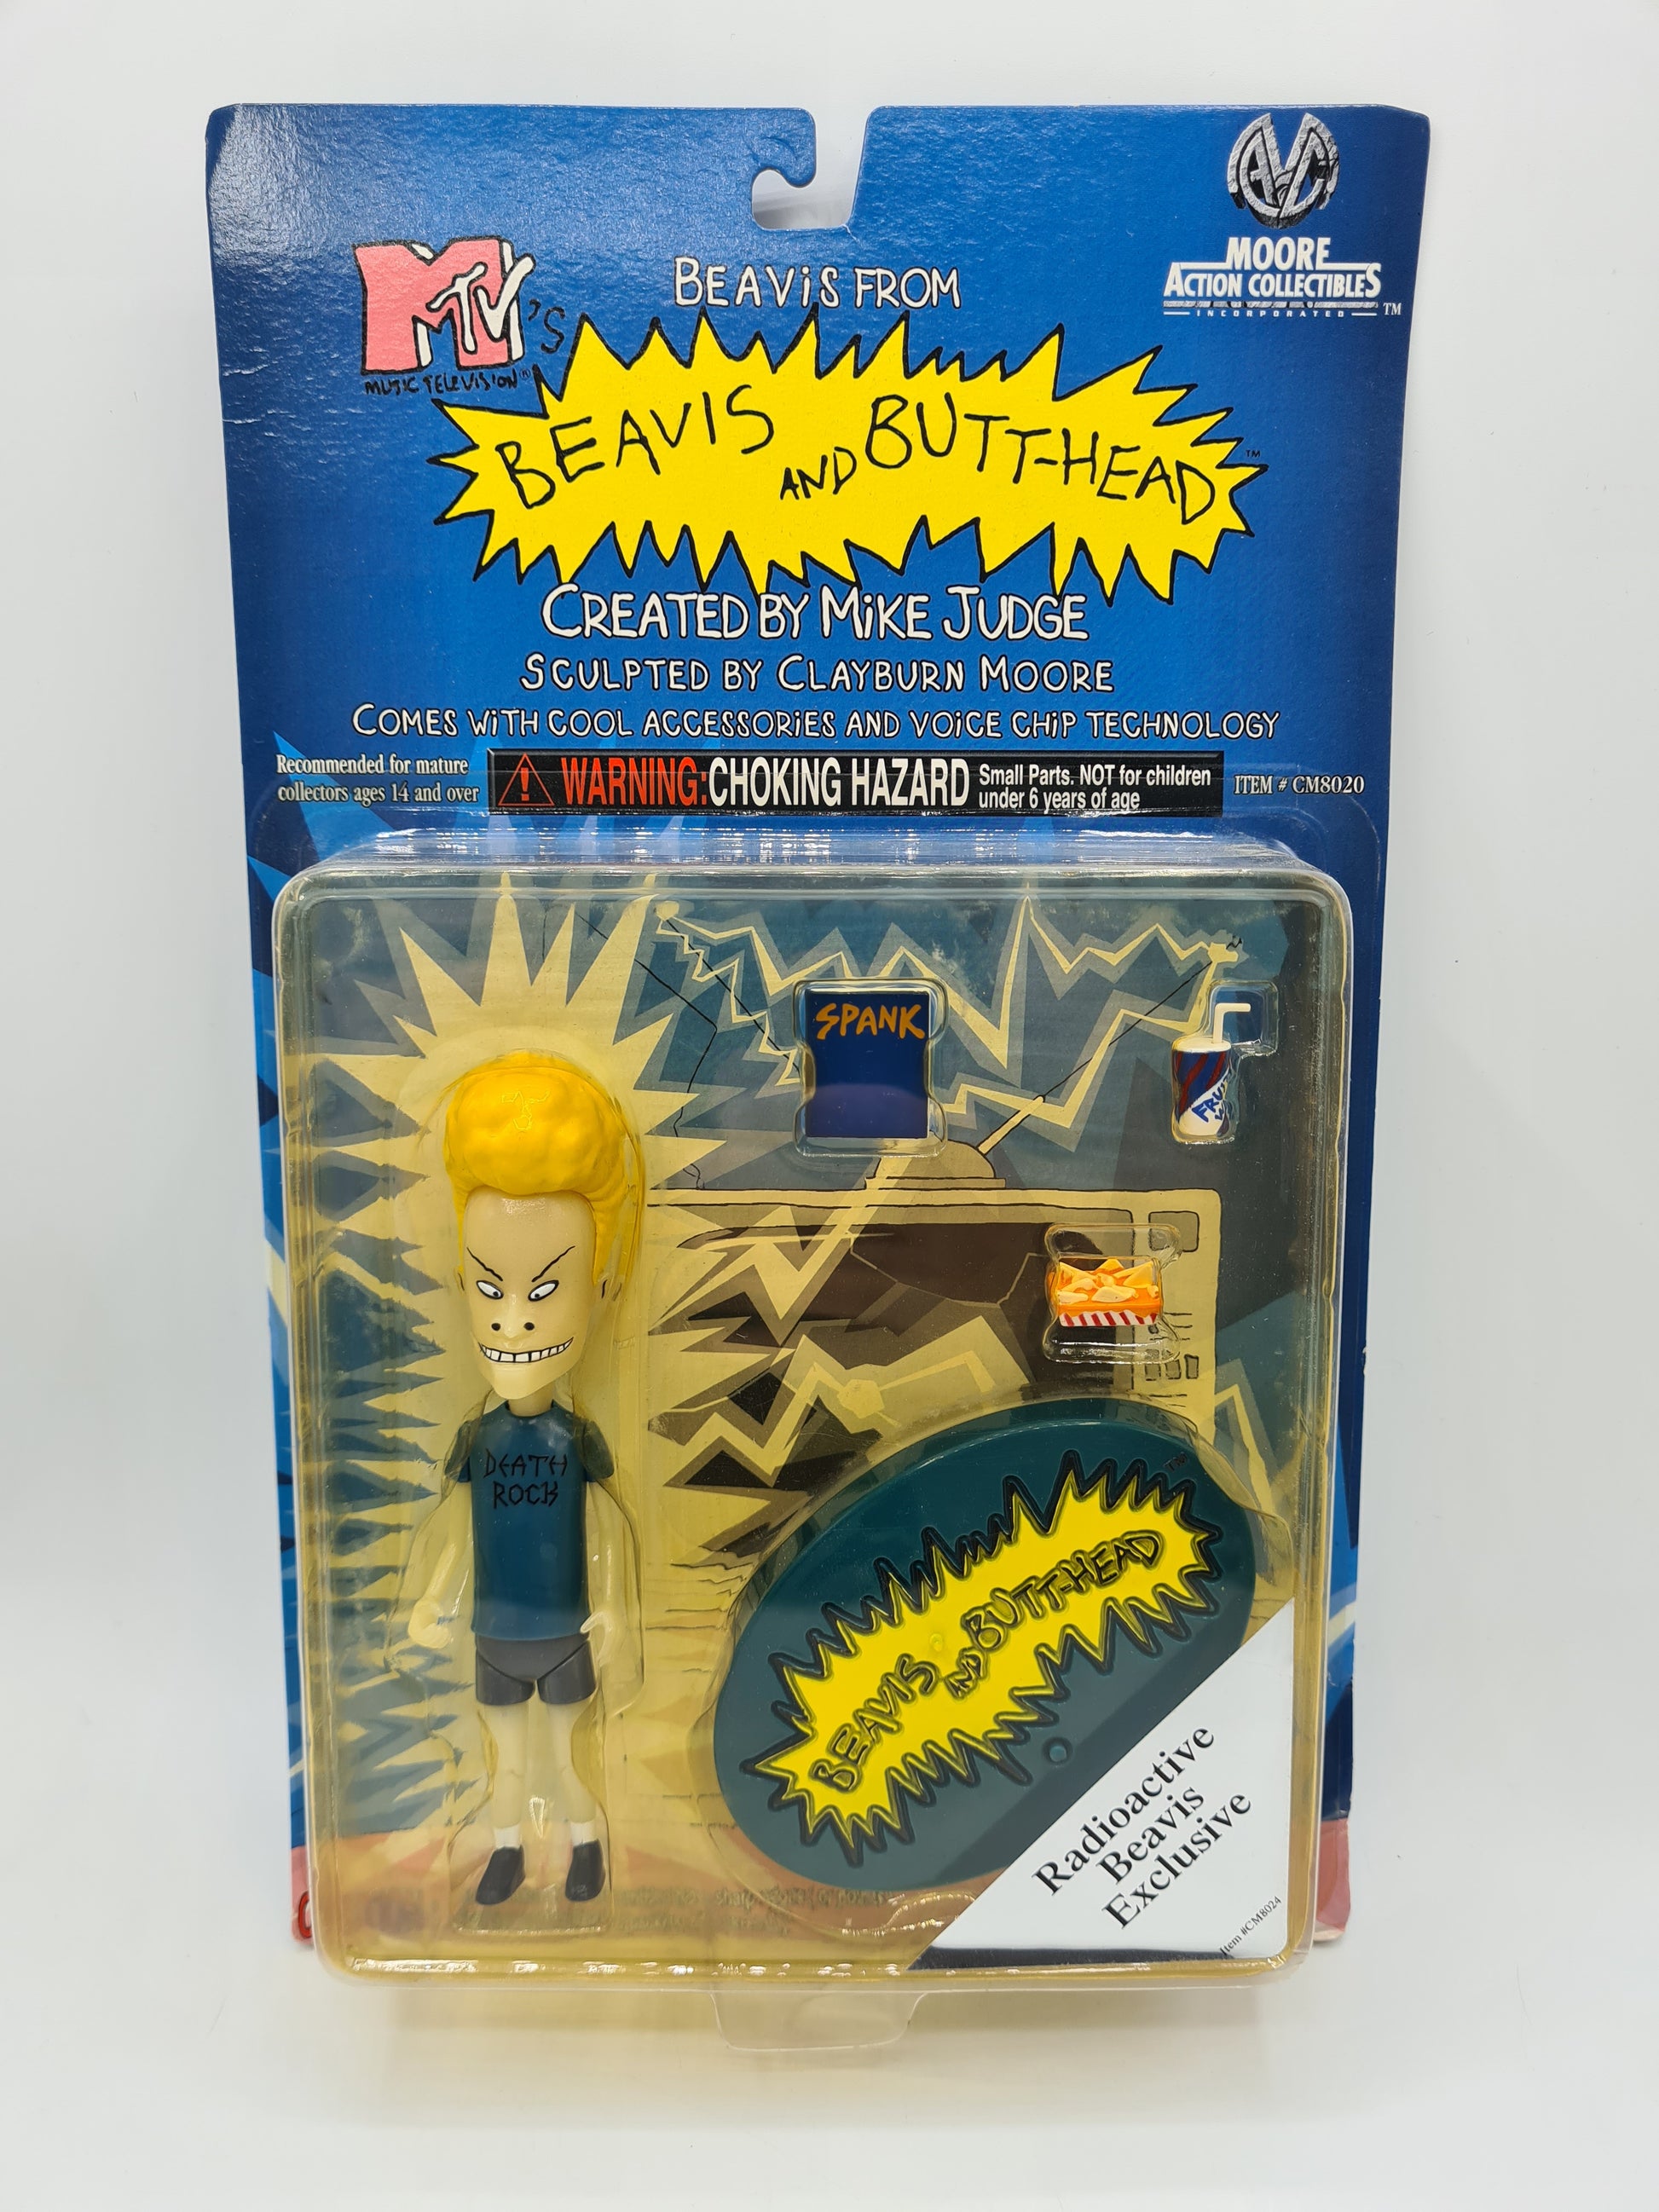 MTV'S
MUSIC TELEVISION®
BEAVIS FROM
BEAVIS AND BUTT-HEAD™
MOORE
ACTION COLLECTIBLES™
INCORPORATED
CREATED BY MIKE JUDGE
SCULPTED BY CLAYBURN MOORE
COMES WITH COOL ACCESSORIES AND VOICE CHIP TECHNOLOGY
Recommended for mature
collectors ages 14 and over
WARNING: CHOKING HAZARD
Small Parts. NOT for children
under 6 years of age
ITEM # CM8020
SPANK
DEATH
ROCK
BEAVIS AND BUTT-HEAD™
Radioactive
Beavis
Exclusive
Item #CM8024